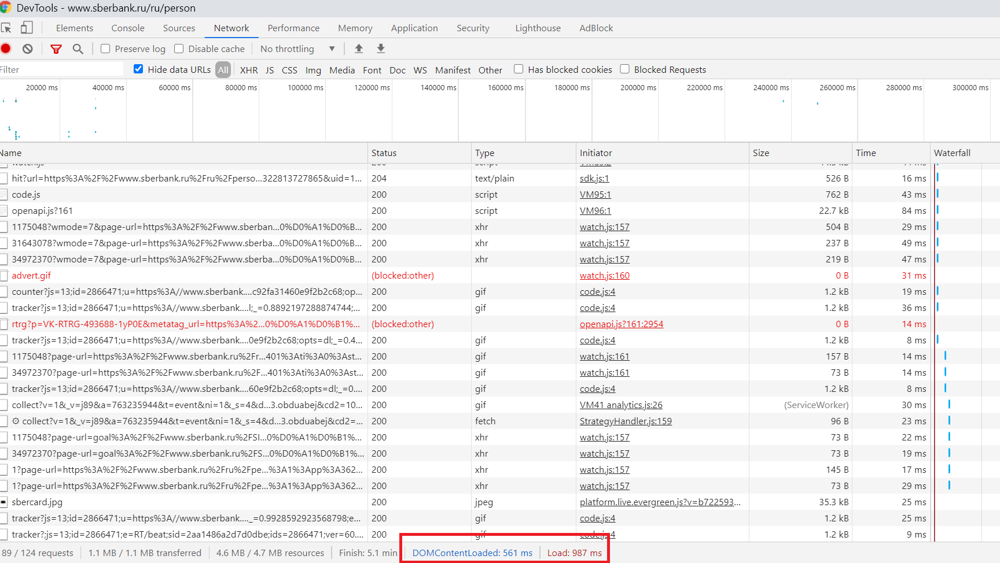 DevTools - www.sberbank.ru/ru/person
Elements Console Sources Network Performance Memory Application Security Lighthouse AdBlock
Preserve log Disable cache No throttling
Filter Hide data URLs All XHR JS CSS Img Media Font Doc WS Manifest Other Has blocked cookies Blocked Requests
20000 ms 40000 ms 60000 ms 80000 ms 100000 ms 120000 ms 140000 ms 160000 ms 180000 ms 200000 ms 220000 ms 240000 ms 260000 ms 280000 ms 300000 ms
Name Status Type Initiator Size Time Waterfall
hit?url=https%3A%2F%2Fwww.sberbank.ru%2Fru%2Fperso...322813727865&uid=1... 204 text/plain sdk.js:1 526 B 16 ms
code.js 200 script VM95:1 762 B 43 ms
openapi.js?161 200 script VM96:1 22.7 kB 84 ms
1175048?wmode=7&page-url=https%3A%2F%2Fwww.sberban...0%D0%A1%D0%B... 200 xhr watch.js:157 504 B 29 ms
31643078?wmode=7&page-url=https%3A%2F%2Fwww.sberba...0%D0%A1%D0%B... 200 xhr watch.js:157 237 B 49 ms
34972370?wmode=7&page-url=https%3A%2F%2Fwww.sberba...0%D0%A1%D0%B... 200 xhr watch.js:157 219 B 47 ms
advert.gif (blocked:other) watch.js:160 0 B 31 ms
counter?js=13;id=2866471;u=https%3A//www.sberbank....c92fa31460e9f2b2c68;op... 200 gif code.js:4 1.2 kB 19 ms
tracker?js=13;id=2866471;u=https%3A//www.sberbank....l;_=0.8892197288874744;... 200 gif code.js:4 1.2 kB 36 ms
rtrg?p=VK-RTRG-493688-1yP0E&metatag_url=https%3A%2...0%D0%A1%D0%B1%... (blocked:other) openapi.js?161:2954 0 B 14 ms
tracker?js=13;id=2866471;u=https%3A//www.sberbank....0e9f2b2c68;opts=dl;_=0.4... 200 gif code.js:4 1.2 kB 8 ms
1175048?page-url=https%3A%2F%2Fwww.sberbank.ru%2Fr...401%3Ati%3A0%3Ast... 200 gif watch.js:161 157 B 14 ms
34972370?page-url=https%3A%2F%2Fwww.sberbank.ru%2F...401%3Ati%3A0%3Ast... 200 gif watch.js:161 73 B 14 ms
tracker?js=13;id=2866471;u=https%3A//www.sberbank....60e9f2b2c68;opts=dl;_=0.... 200 gif code.js:4 1.2 kB 8 ms
collect?v=1&_v=j89&a=763235944&t=event&ni=1&_s=4&d...3.obduabej&cd2=10... 200 gif VM41 analytics.js:26 (ServiceWorker) 30 ms
collect?v=1&_v=j89&a=763235944&t=event&ni=1&_s=4&d...3.obduabej&cd2=... 200 fetch StrategyHandler.js:159 96 B 23 ms
1175048?page-url=goal%3A%2F%2Fwww.sberbank.ru%2FSl...0%D0%A1%D0%B1%... 200 xhr watch.js:157 73 B 22 ms
34972370?page-url=goal%3A%2F%2Fwww.sberbank.ru%2FS...0%D0%A1%D0%B1%... 200 xhr watch.js:157 73 B 19 ms
1?page-url=https%3A%2F%2Fwww.sberbank.ru%2Fru%2Fpe...%3A1%3App%3A362... 200 xhr watch.js:157 145 B 17 ms
1?page-url=https%3A%2F%2Fwww.sberbank.ru%2Fru%2Fpe...%3A1%3App%3A362... 200 xhr watch.js:157 73 B 29 ms
sbercard.jpg 200 jpeg platform.live.evergreen.js?v=b722593... 35.3 kB 25 ms
tracker?js=13;id=2866471;u=https%3A//www.sberbank...._=0.9928592923568798;e... 200 gif code.js:4 1.2 kB 25 ms
tracker?;js=13;id=2866471;e=RT/beat;sid=2aa1486a2d7d0dbe;ids=2866471;ver=60.... 200 gif code.js:4 1.2 kB 9 ms
89 / 124 requests 1.1 MB / 1.1 MB transferred 4.6 MB / 4.7 MB resources Finish: 5.1 min DOMContentLoaded: 561 ms Load: 987 ms